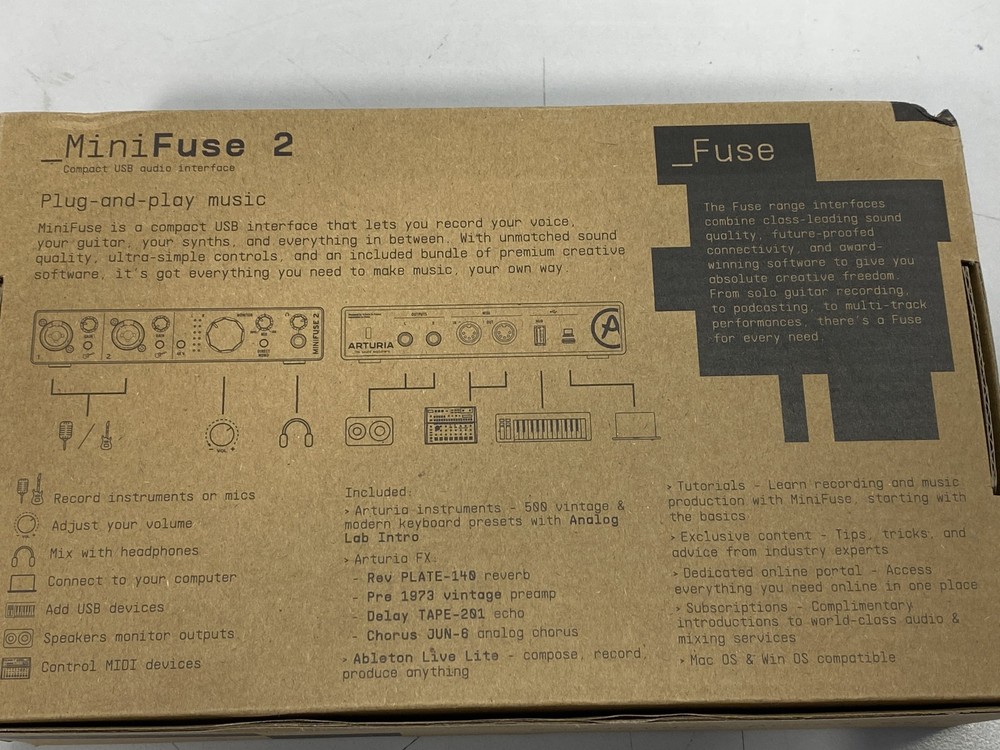 _MiniFuse 2
Compact USB audio interface
Plug-and-play music
MiniFuse is a compact USB interface that lets you record your voice,
your guitar, your synths, and everything in between. With unmatched sound
quality, ultra-simple controls, and an included bundle of premium creative
software, it's got everything you need to make music, your own way.
_Fuse
The Fuse range interfaces
combine class-leading sound
quality, future-proofed
connectivity, and award-
winning software to give you
absolute creative freedom.
From solo guitar recording,
to podcasting, to multi-track
performances, there's a Fuse
for every need.
1
2
MINIFUSE 2
ARTURIA
Record instruments or mics
Adjust your volume
Mix with headphones
Connect to your computer
Add USB devices
Speakers monitor outputs
Control MIDI devices
Included:
> Arturia instruments - 500 vintage &
modern keyboard presets with Analog
Lab Intro
> Arturia FX:
- Rev PLATE-140 reverb
- Pre 1973 vintage preamp
- Delay TAPE-201 echo
- Chorus JUN-6 analog chorus
> Ableton Live Lite - compose, record,
produce anything
> Tutorials - Learn recording and music
production with MiniFuse, starting with
the basics
> Exclusive content - Tips, tricks, and
advice from industry experts
> Dedicated online portal - Access
everything you need online in one place
> Subscriptions - Complimentary
introductions to world-class audio &
mixing services
> Mac OS & Win OS compatible